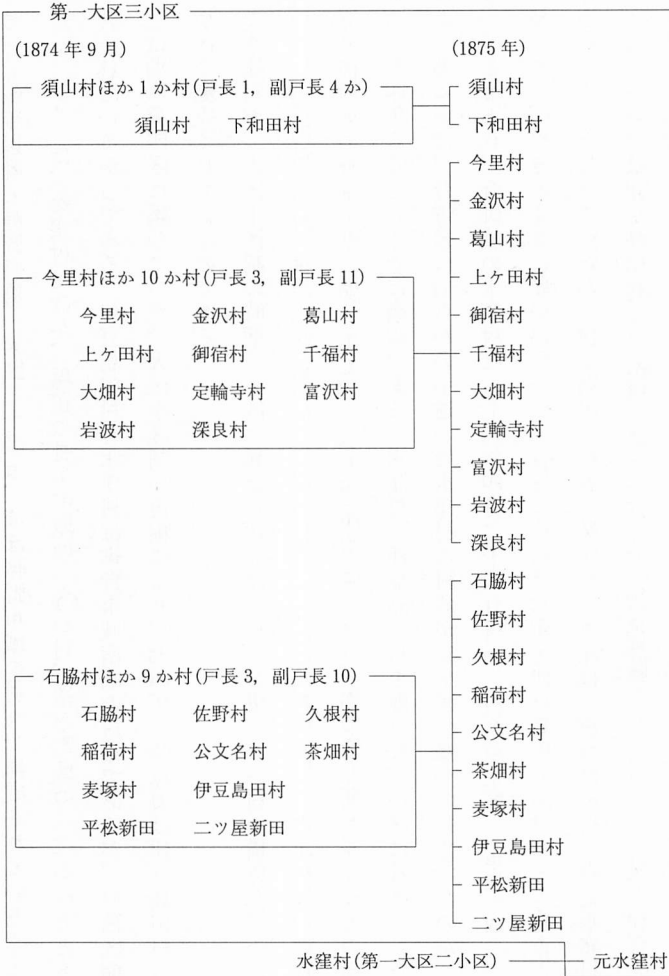 第一大区三小区
(1874年9月)
(1875年)
須山村ほか1か村(戸長1，副戸長4か)
須山村 下和田村
須山村
下和田村
今里村ほか10か村(戸長3，副戸長11)
今里村 金沢村 葛山村
上ケ田村 御宿村 千福村
大畑村 定輪寺村 富沢村
岩波村 深良村
今里村
金沢村
葛山村
上ケ田村
御宿村
千福村
大畑村
定輪寺村
富沢村
岩波村
深良村
石脇村ほか9か村(戸長3，副戸長10)
石脇村 佐野村 久根村
稲荷村 公文名村 茶畑村
麦塚村 伊豆島田村
平松新田 二ツ屋新田
石脇村
佐野村
久根村
稲荷村
公文名村
茶畑村
麦塚村
伊豆島田村
平松新田
二ツ屋新田
水窪村(第一大区二小区) 元水窪村